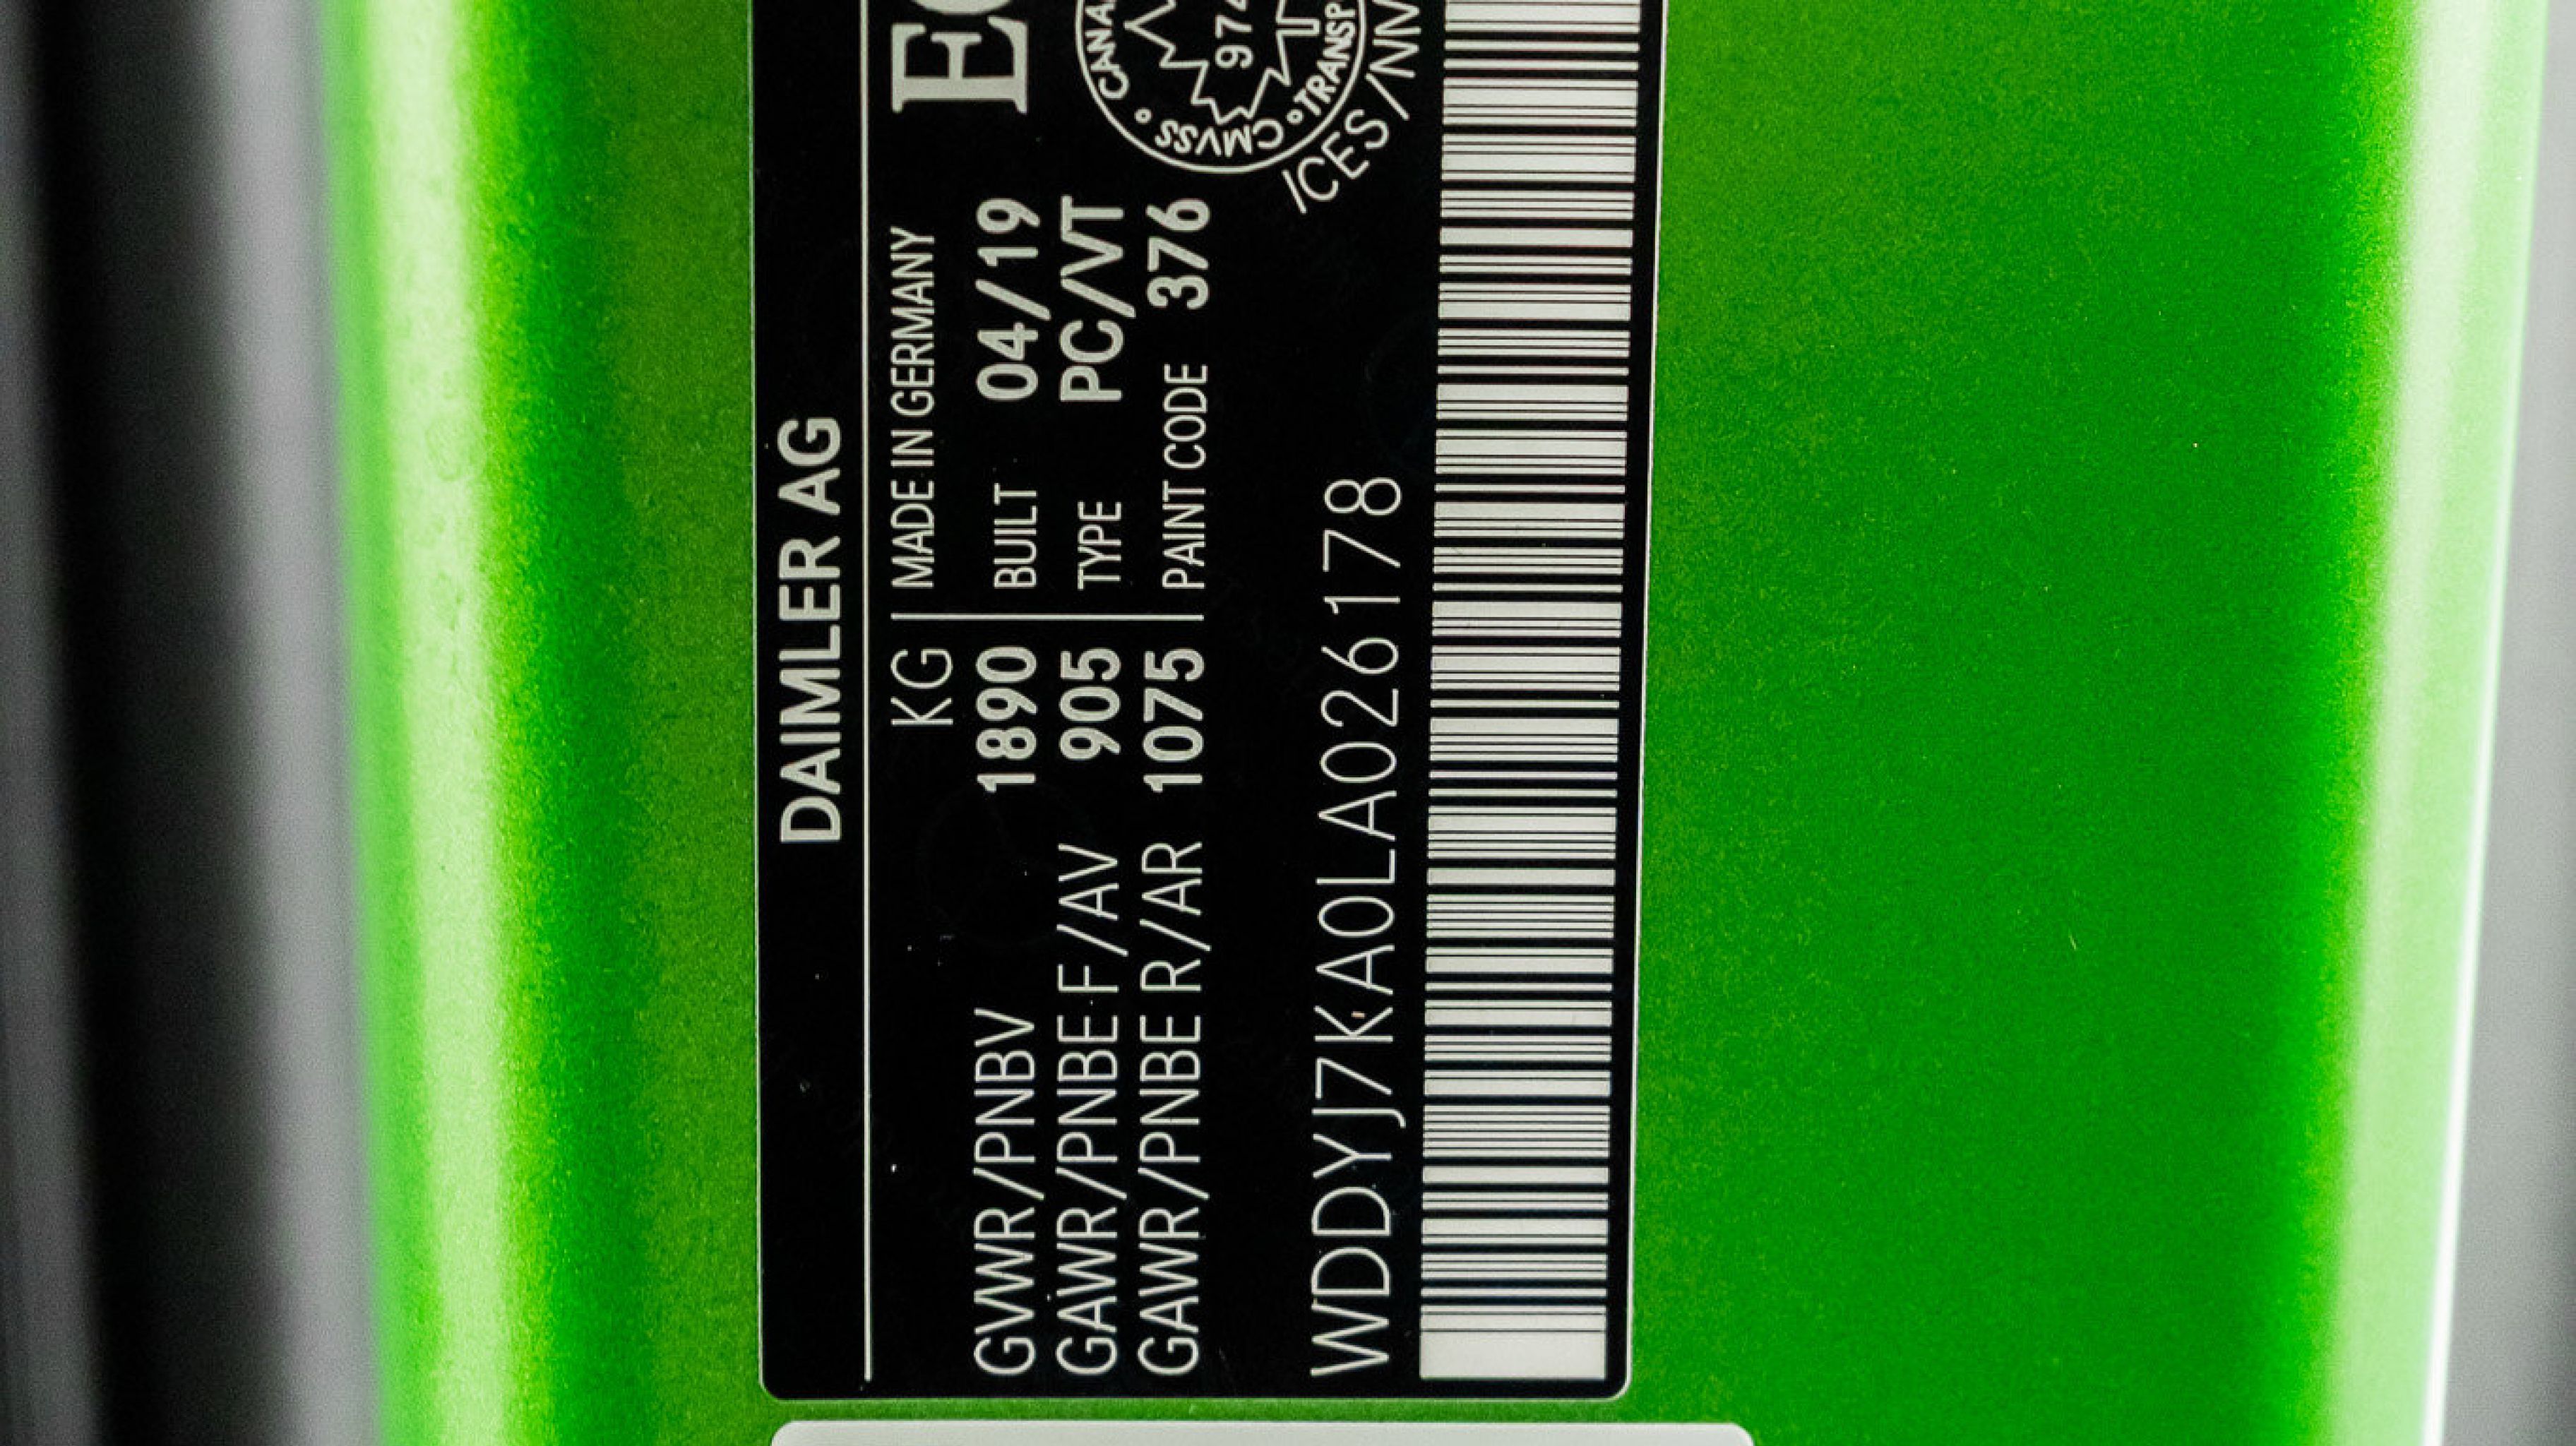 DAIMLER AG
KG MADE IN GERMANY
GVWR/PNBV 1890 BUILT 04/19
GAWR/PNBE F/AV 905 TYPE PC/VT
GAWR/PNBE R/AR 1075 PAINT CODE 376
CMVSS
ICES/NM
WDDYJ7KA0LA026178